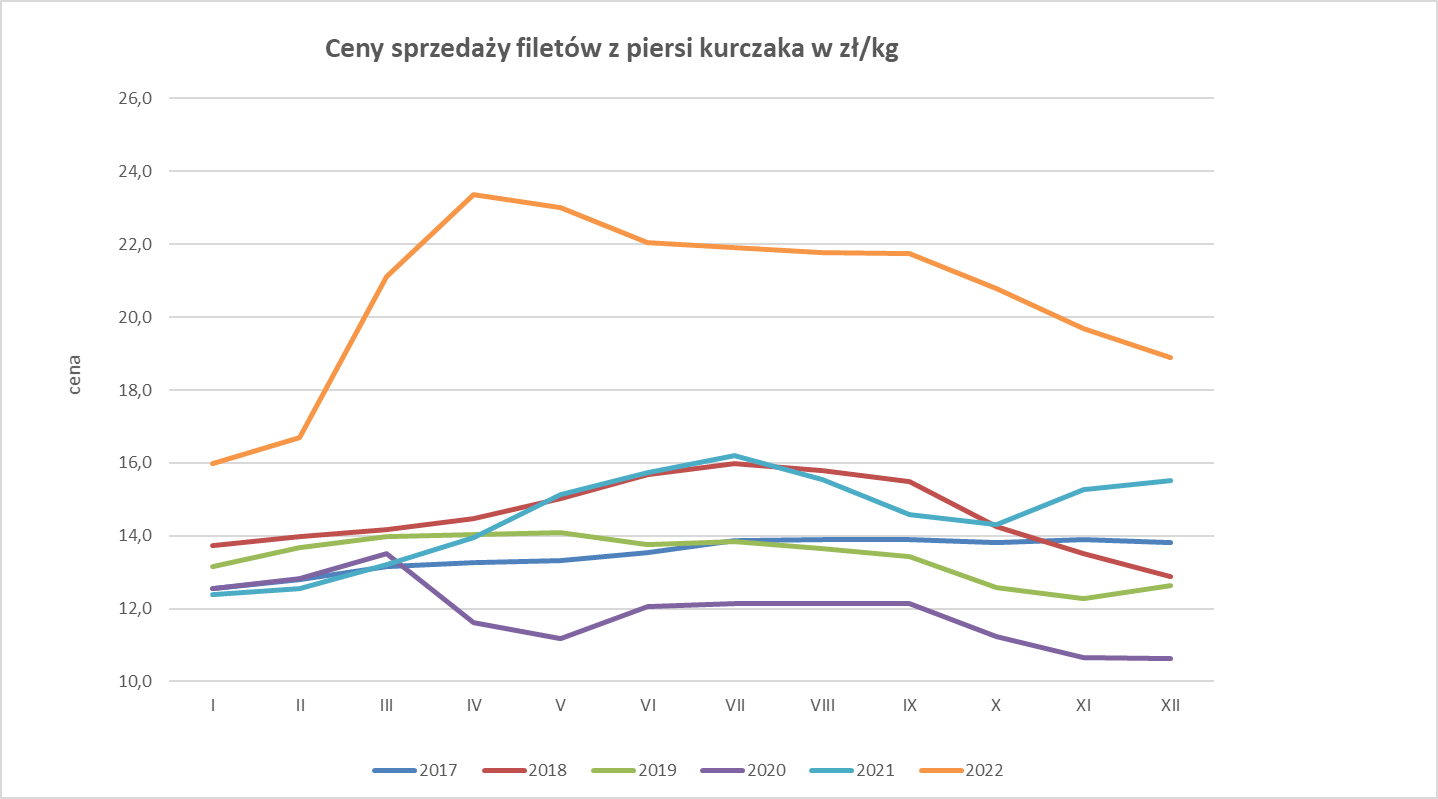 Ceny sprzedaży filetów z piersi kurczaka w zł/kg
26,0
24,0
22,0
20,0
18,0
16,0
14,0
12,0
10,0
cena
I II III IV V VI VII VIII IX X XI XII
2017 2018 2019 2020 2021 2022